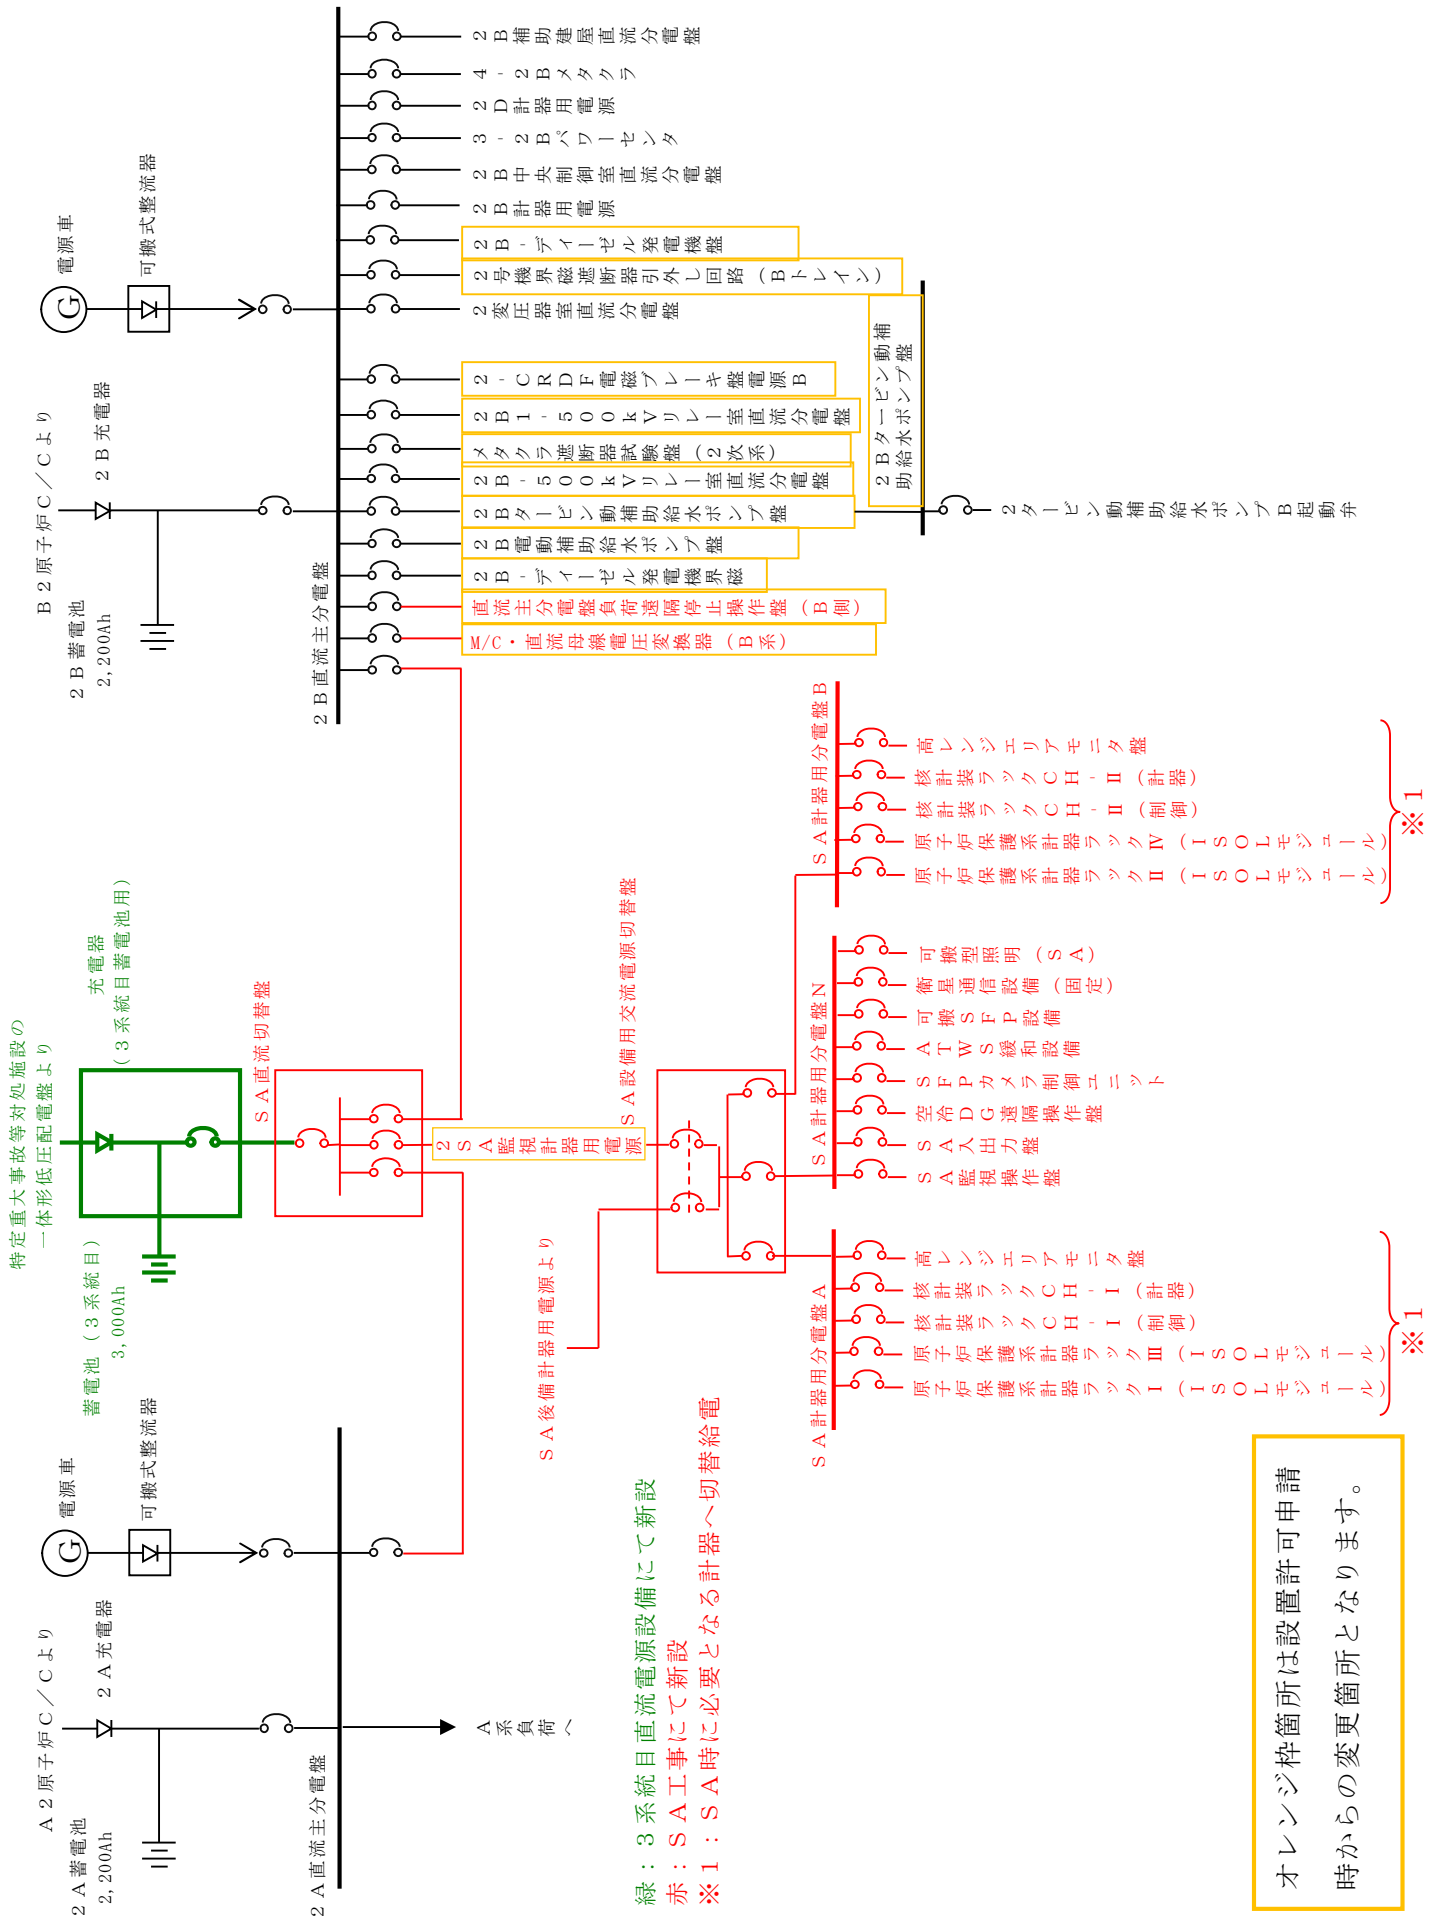 A2原子炉C／Cより
2A蓄電池
2,200Ah
2A充電器
電源車
G
可搬式整流器
2A直流主分電盤
A系負荷へ
特定重大事故等対処施設の
一体形低圧配電盤より
充電器
（3系統目蓄電池用）
蓄電池（3系統目）
3,000Ah
SA直流切替盤
2SA監視計器用電源
SA後備計器用電源より
SA設備用交流電源切替盤
B2原子炉C／Cより
2B蓄電池
2,200Ah
2B充電器
電源車
G
可搬式整流器
2B直流主分電盤
M/C・直流母線電圧変換器（B系）
直流主分電盤負荷遠隔停止操作盤（B側）
2B-ディーゼル発電機界磁
2B電動補助給水ポンプ盤
2Bタービン動補助給水ポンプ盤
2B-500kVリレー室直流分電盤
メタクラ遮断器試験盤（2次系）
2B1-500kVリレー室直流分電盤
2-CRDF電磁ブレーキ盤電源B
2変圧器室直流分電盤
2号機界磁遮断器引外し回路（Bトレイン）
2B-ディーゼル発電機盤
2B計器用電源
2B中央制御室直流分電盤
3-2Bパワーセンタ
2D計器用電源
4-2Bメタクラ
2B補助建屋直流分電盤
2Bタービン動補
助給水ポンプ盤
2タービン動補助給水ポンプB起動弁
SA計器用分電盤A
原子炉保護系計器ラックⅠ（ISOLモジュール）
原子炉保護系計器ラックⅢ（ISOLモジュール）
核計装ラックCH-Ⅰ（制御）
核計装ラックCH-Ⅰ（計器）
高レンジエリアモニタ盤
※1
SA計器用分電盤N
SA監視操作盤
SA入出力盤
空冷DG遠隔操作盤
SFPカメラ制御ユニット
ATWS緩和設備
可搬SFP設備
衛星通信設備（固定）
可搬型照明（SA）
SA計器用分電盤B
原子炉保護系計器ラックⅡ（ISOLモジュール）
原子炉保護系計器ラックⅣ（ISOLモジュール）
核計装ラックCH-Ⅱ（制御）
核計装ラックCH-Ⅱ（計器）
高レンジエリアモニタ盤
※1
緑：3系統目直流電源設備にて新設
赤：SA工事にて新設
※1：SA時に必要となる計器へ切替給電
オレンジ枠箇所は設置許可申請
時からの変更箇所となります。